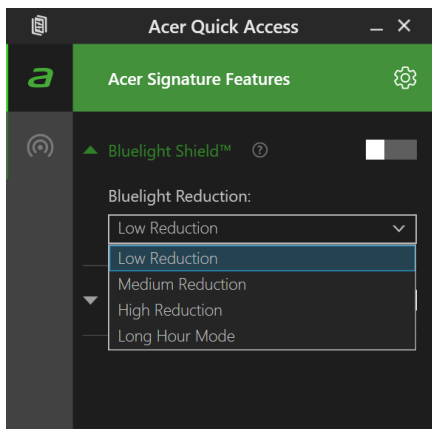 Acer Quick Access
Acer Signature Features
Bluelight Shield™
Bluelight Reduction:
Low Reduction
Low Reduction
Medium Reduction
High Reduction
Long Hour Mode